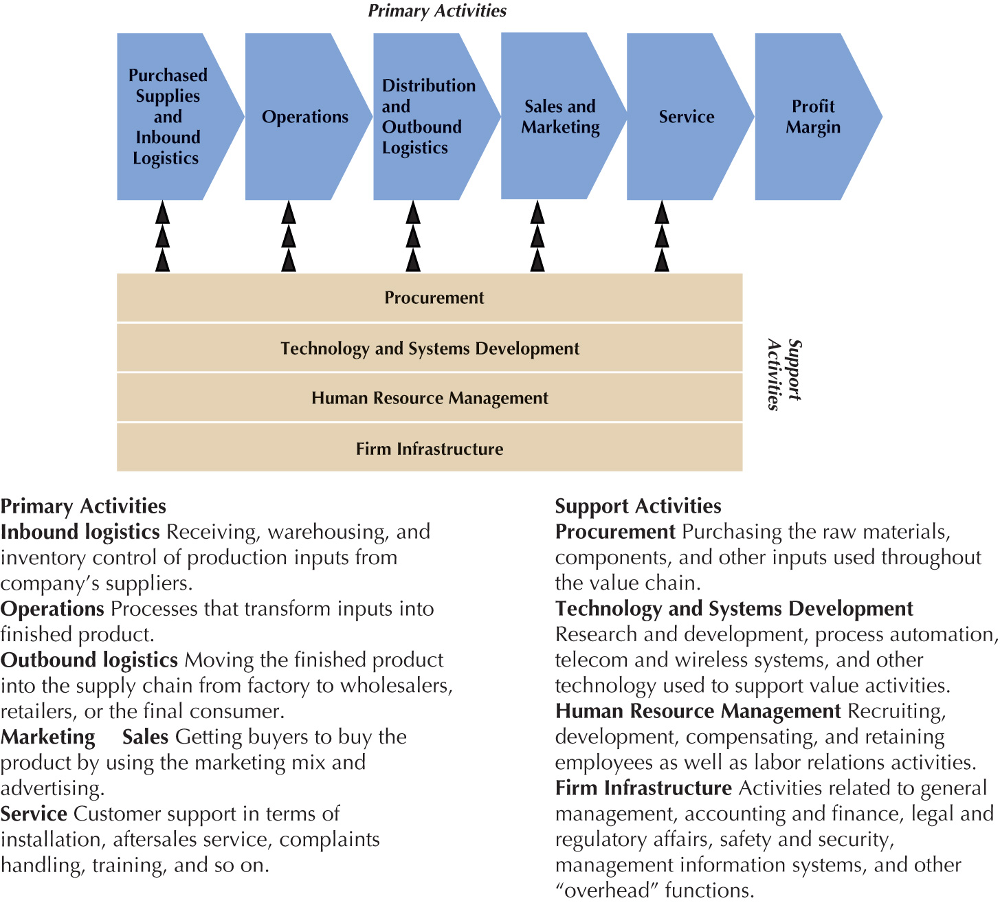 Primary Activities
Purchased
Supplies
and
Inbound
Logistics
Operations
Distribution
and
Outbound
Logistics
Sales and
Marketing
Service
Profit
Margin
Procurement
Technology and Systems Development
Human Resource Management
Firm Infrastructure
Support
Activities
Primary Activities
Inbound logistics Receiving, warehousing, and
inventory control of production inputs from
company’s suppliers.
Operations Processes that transform inputs into
finished product.
Outbound logistics Moving the finished product
into the supply chain from factory to wholesalers,
retailers, or the final consumer.
Marketing Sales Getting buyers to buy the
product by using the marketing mix and
advertising.
Service Customer support in terms of
installation, aftersales service, complaints
handling, training, and so on.
Support Activities
Procurement Purchasing the raw materials,
components, and other inputs used throughout
the value chain.
Technology and Systems Development
Research and development, process automation,
telecom and wireless systems, and other
technology used to support value activities.
Human Resource Management Recruiting,
development, compensating, and retaining
employees as well as labor relations activities.
Firm Infrastructure Activities related to general
management, accounting and finance, legal and
regulatory affairs, safety and security,
management information systems, and other
“overhead” functions.